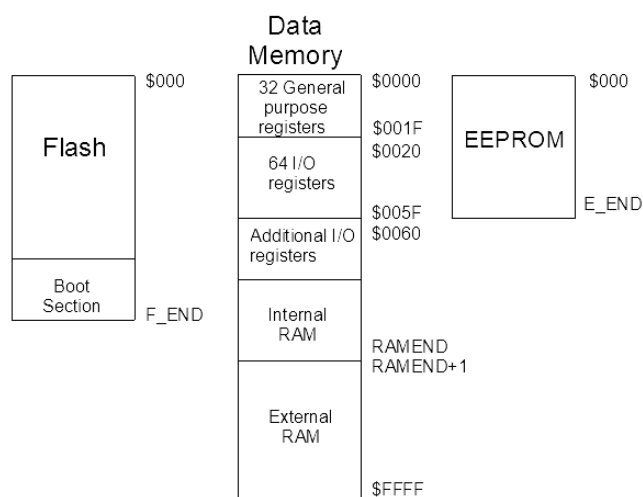 Data
Memory
$000
Flash
Boot
Section
F_END
32 General
purpose
registers
$0000
$001F
64 I/O
registers
$0020
$005F
Additional I/O
registers
$0060
Internal
RAM
RAMEND
RAMEND+1
External
RAM
$FFFF
$000
EEPROM
E_END